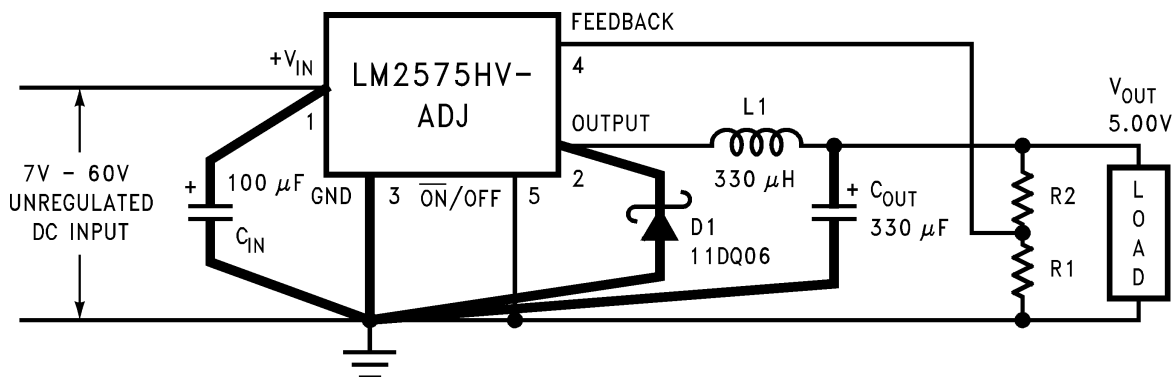 FEEDBACK
+V_IN
LM2575HV-
ADJ
4
1
OUTPUT
L1
V_OUT
5.00V
7V - 60V
UNREGULATED
DC INPUT
+
100 μF
C_IN
GND
3
O̅N̅/OFF
5
2
330 μH
D1
11DQ06
+
C_OUT
330 μF
R2
R1
LOAD